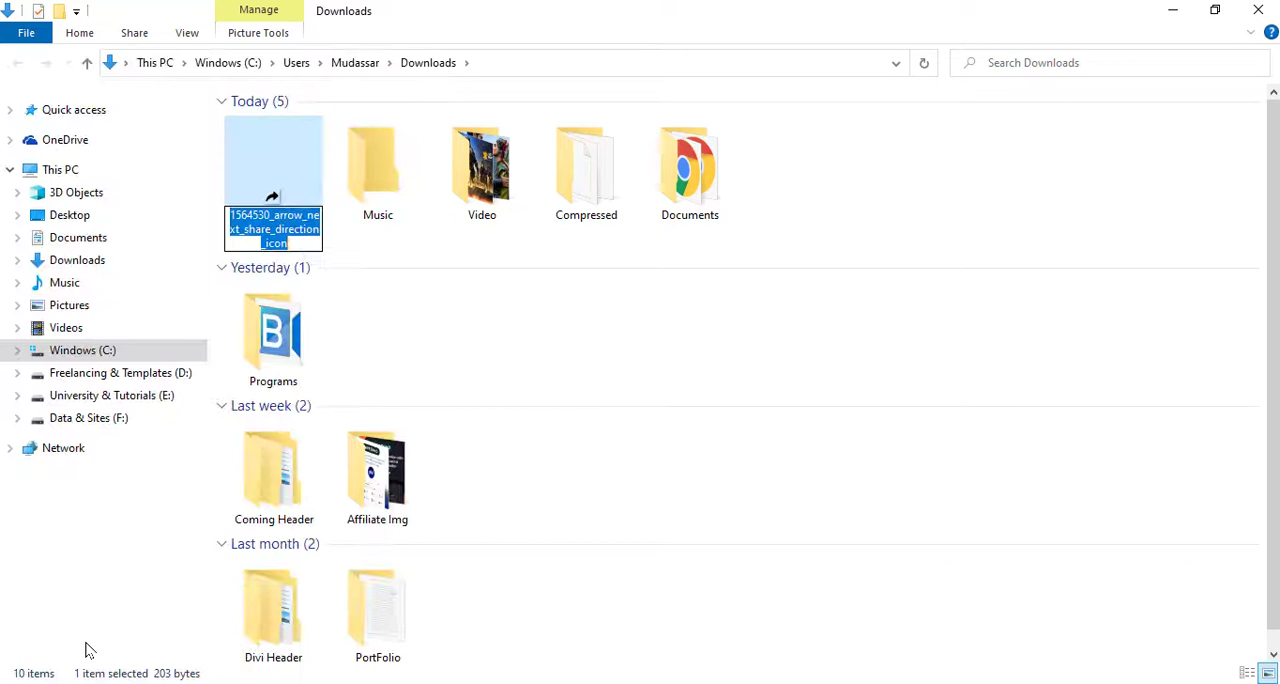 Manage
Downloads
File
Home
Share
View
Picture Tools
?
This PC > Windows (C:) > Users > Mudassar > Downloads >
Search Downloads
Quick access
OneDrive
This PC
3D Objects
Desktop
Documents
Downloads
Music
Pictures
Videos
Windows (C:)
Freelancing & Templates (D:)
University & Tutorials (E:)
Data & Sites (F:)
Network
Today (5)
1564530_arrow_ne
xt_share_direction
_icon
Music
Video
Compressed
Documents
Yesterday (1)
B
Programs
Last week (2)
Coming Header
Affiliate Img
Last month (2)
Divi Header
PortFolio
10 items
1 item selected 203 bytes